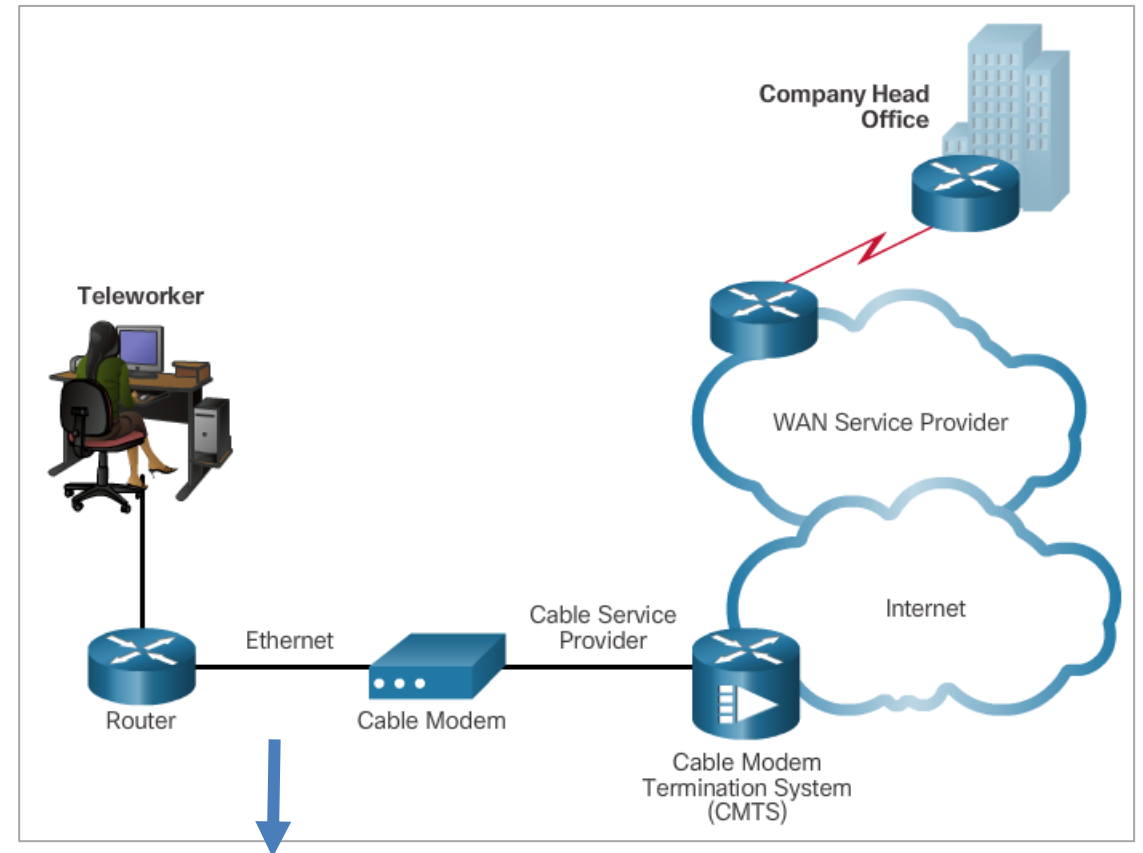 Company Head
Office
Teleworker
WAN Service Provider
Internet
Cable Service
Provider
Ethernet
Router
Cable Modem
Cable Modem
Termination System
(CMTS)